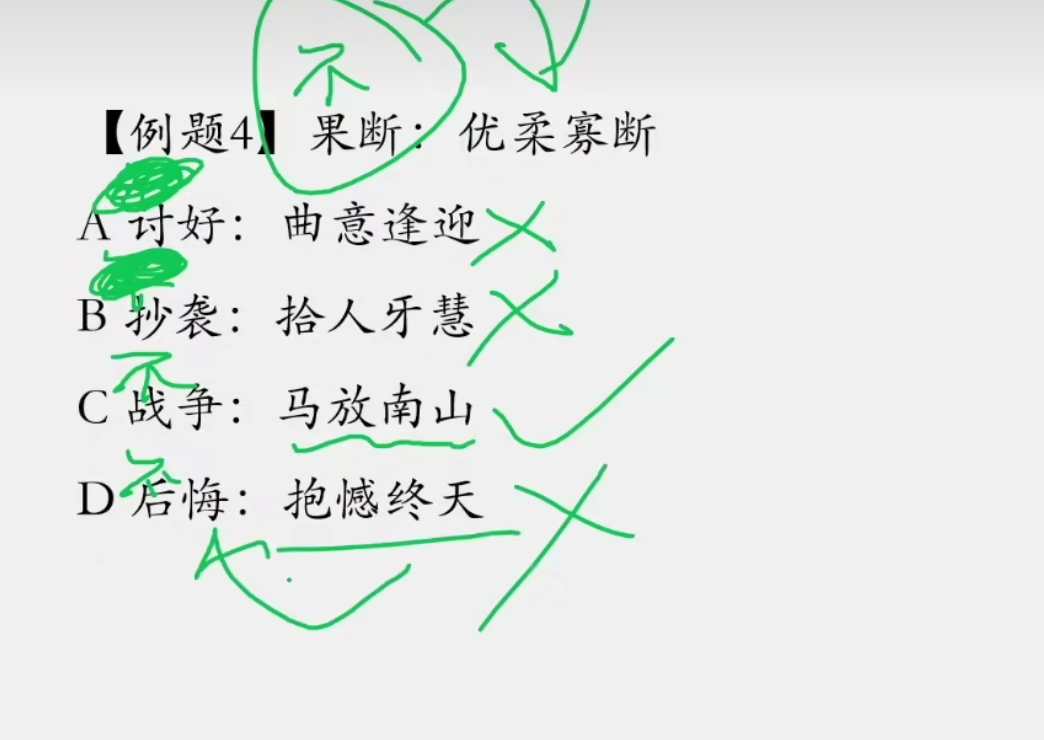 不
【例题4】 果断：优柔寡断
A 讨好：曲意逢迎
B 抄袭：拾人牙慧
不
C 战争：马放南山
不
D 后悔：抱憾终天